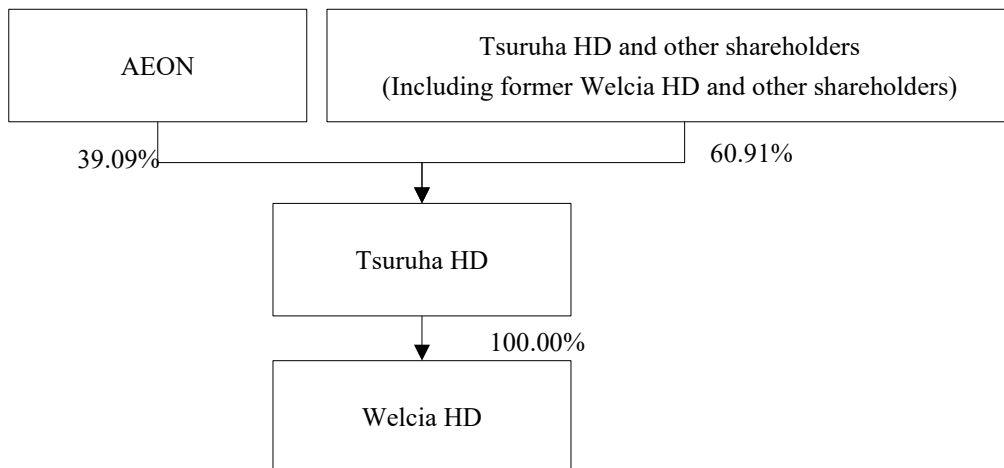 AEON
Tsuruha HD and other shareholders
(Including former Welcia HD and other shareholders)
39.09%
60.91%
Tsuruha HD
100.00%
Welcia HD